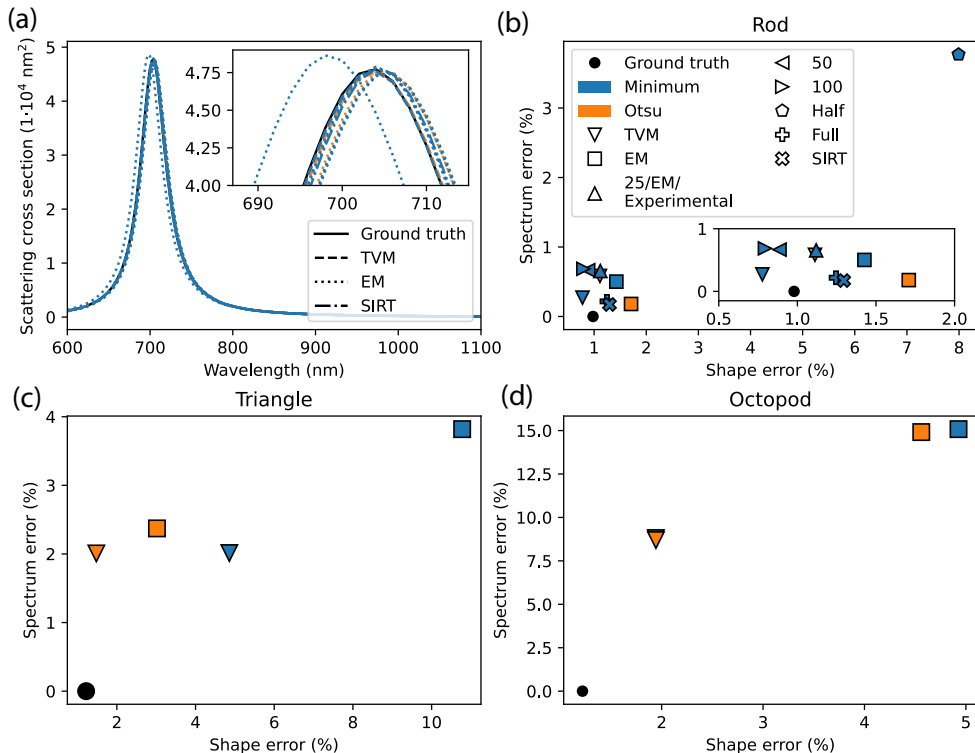 (a)
Scattering cross section (1·10⁴ nm²)
5
4
3
2
1
0
600
700
800
900
1000
1100
Wavelength (nm)
4.75
4.50
4.25
4.00
690
700
710
Ground truth
TVM
EM
SIRT
(b)
Rod
Spectrum error (%)
3
2
1
0
1
2
3
4
5
6
7
8
Shape error (%)
Ground truth
Minimum
Otsu
TVM
EM
25/EM/
Experimental
50
100
Half
Full
SIRT
1
0
0.5
1.0
1.5
2.0
(c)
Triangle
Spectrum error (%)
4
3
2
1
0
2
4
6
8
10
Shape error (%)
(d)
Octopod
Spectrum error (%)
15.0
12.5
10.0
7.5
5.0
2.5
0.0
2
3
4
5
Shape error (%)